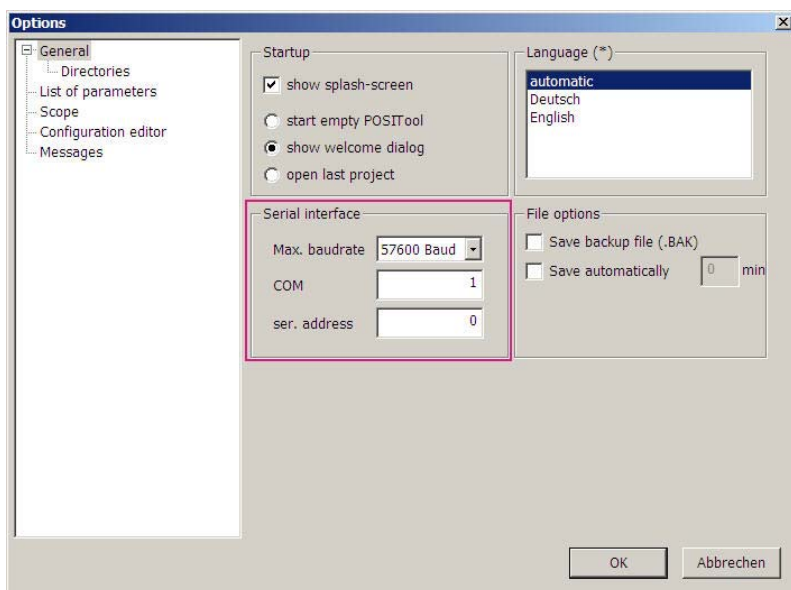 Options
General
Directories
List of parameters
Scope
Configuration editor
Messages
Startup
show splash-screen
start empty POSITool
show welcome dialog
open last project
Language (*)
automatic
Deutsch
English
Serial interface
Max. baudrate 57600 Baud
COM 1
ser. address 0
File options
Save backup file (.BAK)
Save automatically 0 min
OK Abbrechen